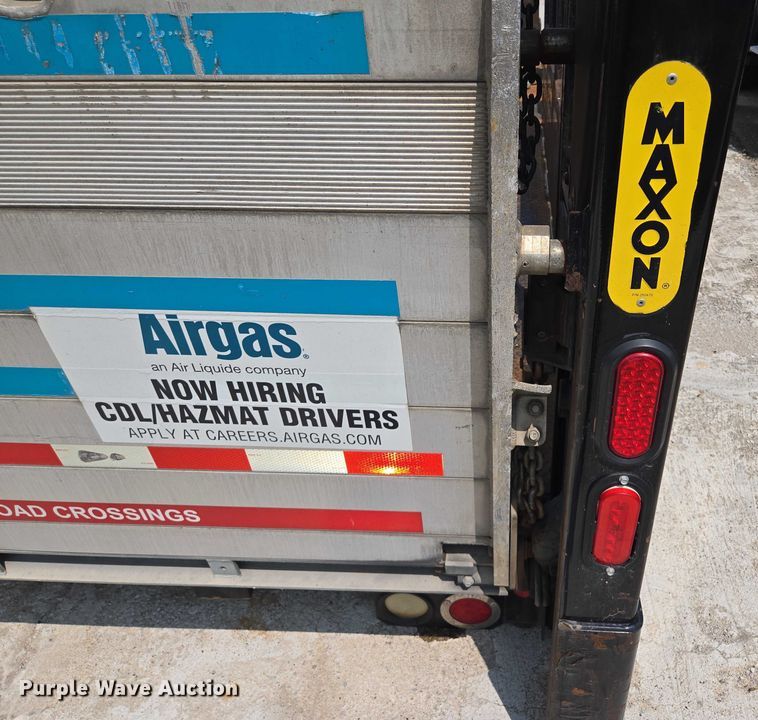 MAXON®
Airgas®
an Air Liquide company
NOW HIRING
CDL/HAZMAT DRIVERS
APPLY AT CAREERS.AIRGAS.COM
OAD CROSSINGS
Purple Wave Auction